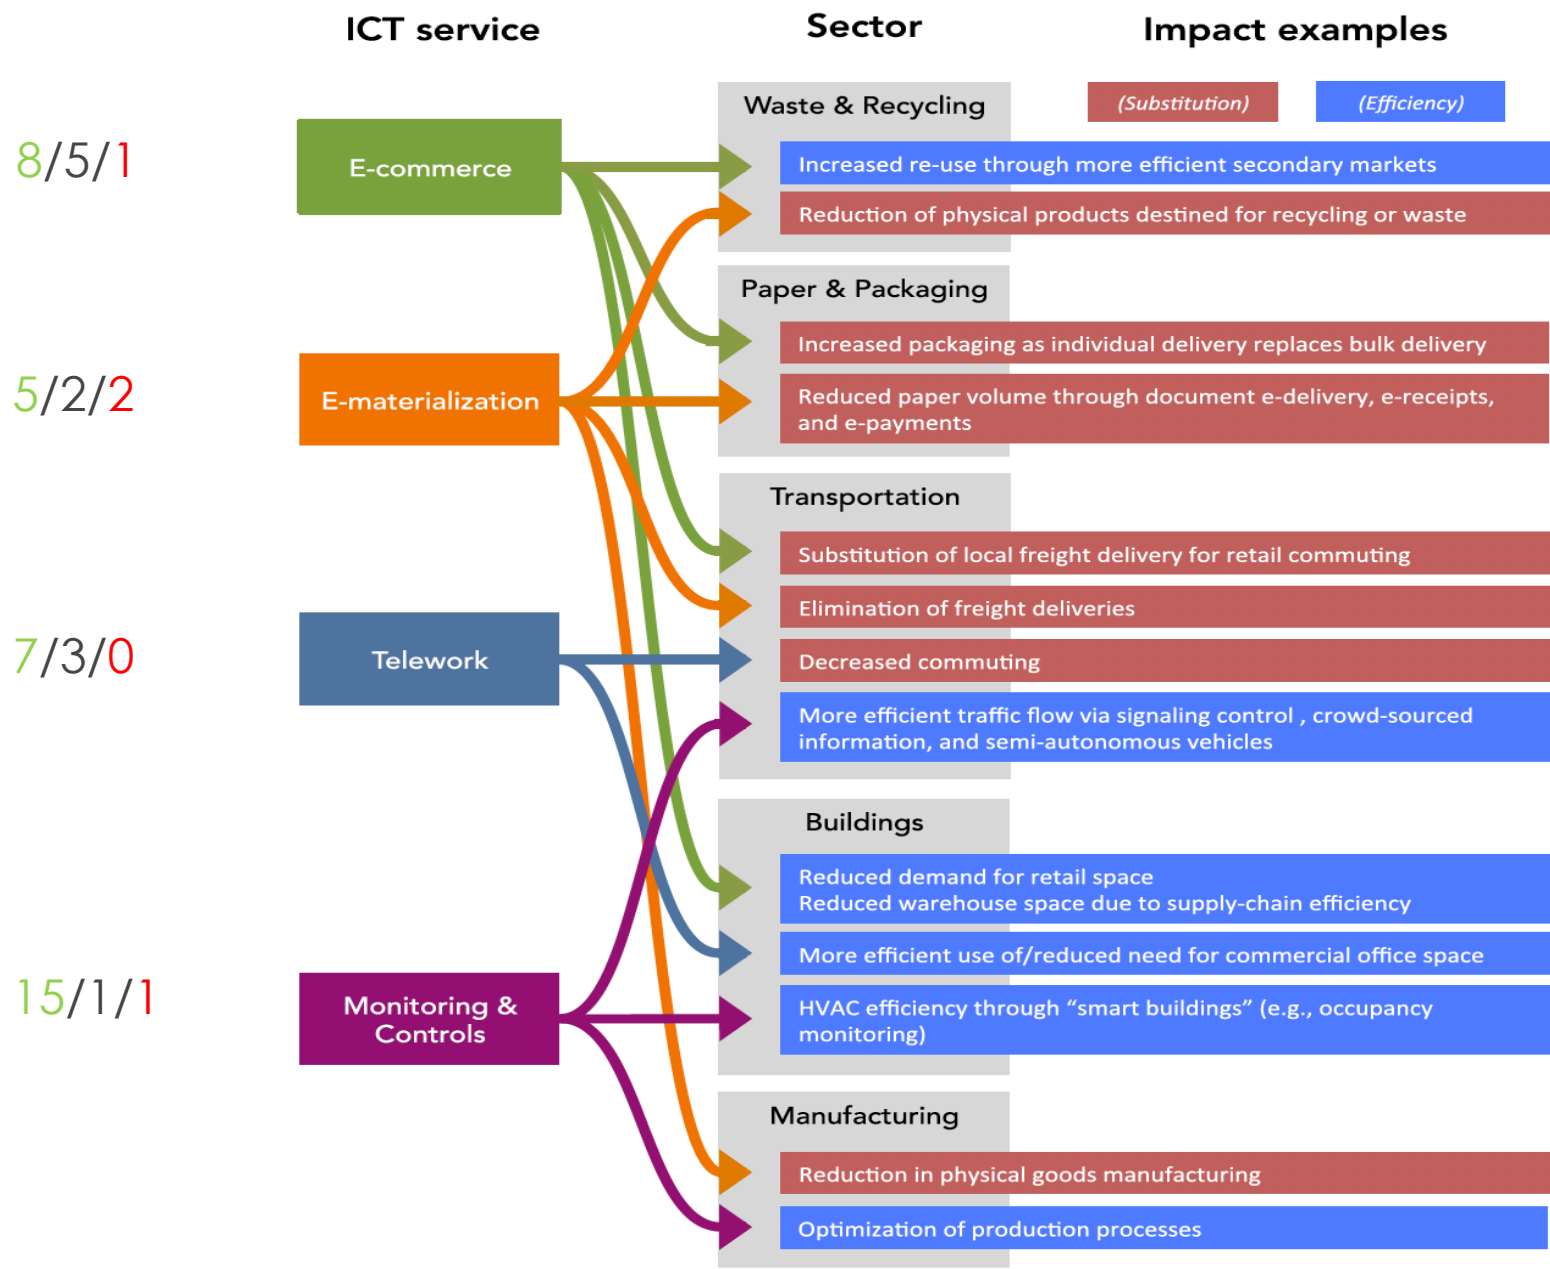 ICT service
Sector
Impact examples
(Substitution)
(Efficiency)
8/5/1
E-commerce
5/2/2
E-materialization
7/3/0
Telework
15/1/1
Monitoring &
Controls
Waste & Recycling
Increased re-use through more efficient secondary markets
Reduction of physical products destined for recycling or waste
Paper & Packaging
Increased packaging as individual delivery replaces bulk delivery
Reduced paper volume through document e-delivery, e-receipts,
and e-payments
Transportation
Substitution of local freight delivery for retail commuting
Elimination of freight deliveries
Decreased commuting
More efficient traffic flow via signaling control , crowd-sourced
information, and semi-autonomous vehicles
Buildings
Reduced demand for retail space
Reduced warehouse space due to supply-chain efficiency
More efficient use of/reduced need for commercial office space
HVAC efficiency through “smart buildings” (e.g., occupancy
monitoring)
Manufacturing
Reduction in physical goods manufacturing
Optimization of production processes